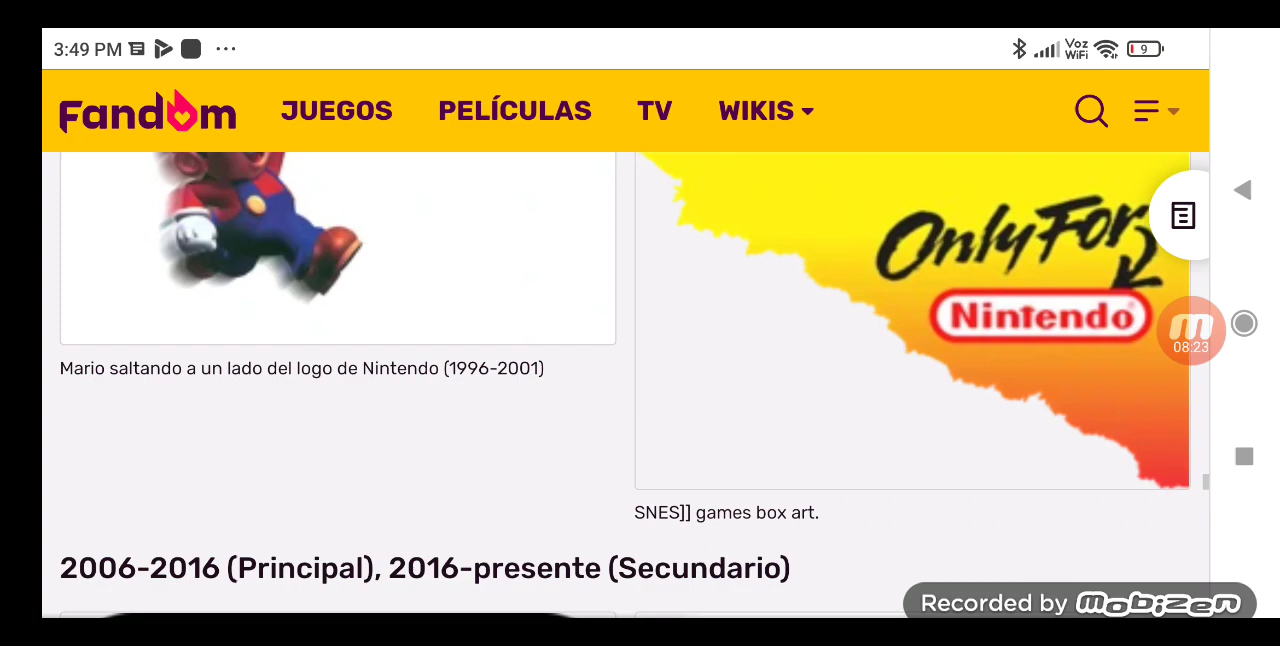 3:49 PM
Voz
WiFi
9
Fandom JUEGOS PELÍCULAS TV WIKIS
Only For
Nintendo®
08:23
Mario saltando a un lado del logo de Nintendo (1996-2001)
SNES]] games box art.
2006-2016 (Principal), 2016-presente (Secundario)
Recorded by mobizen